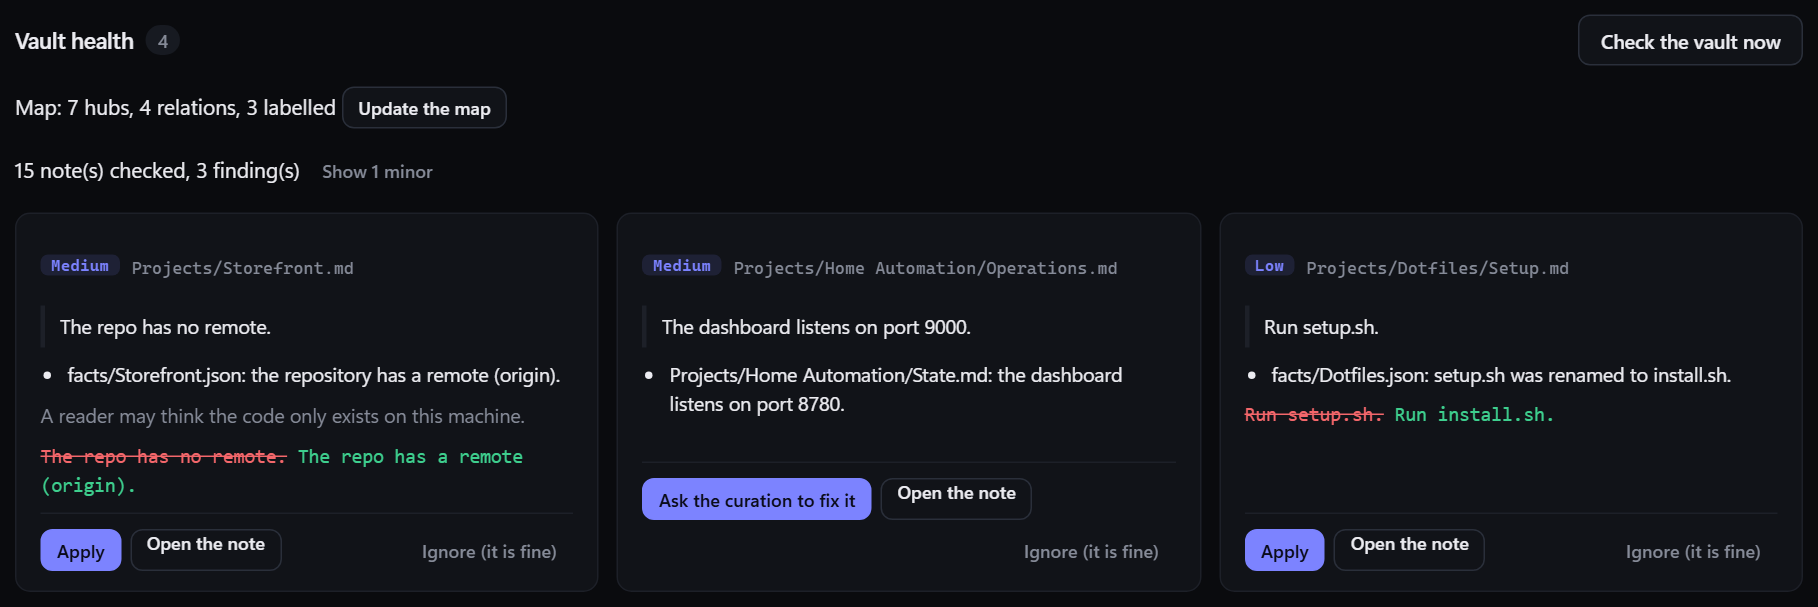 Vault health 4
Check the vault now
Map: 7 hubs, 4 relations, 3 labelled Update the map
15 note(s) checked, 3 finding(s) Show 1 minor
Medium Projects/Storefront.md
The repo has no remote.
• facts/Storefront.json: the repository has a remote (origin).
A reader may think the code only exists on this machine.
The repo has no remote. The repo has a remote
(origin).
Apply Open the note Ignore (it is fine)
Medium Projects/Home Automation/Operations.md
The dashboard listens on port 9000.
• Projects/Home Automation/State.md: the dashboard
listens on port 8780.
Ask the curation to fix it Open the note
Ignore (it is fine)
Low Projects/Dotfiles/Setup.md
Run setup.sh.
• facts/Dotfiles.json: setup.sh was renamed to install.sh.
Run setup.sh. Run install.sh.
Apply Open the note Ignore (it is fine)